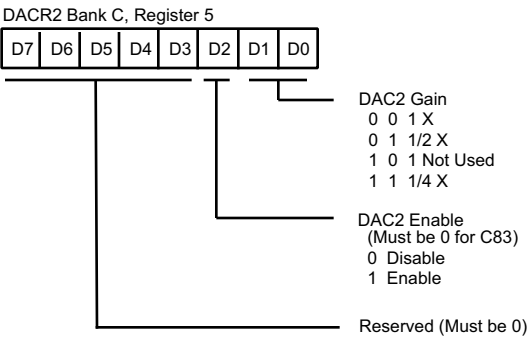 DACR2 Bank C, Register 5
D7 D6 D5 D4 D3 D2 D1 D0
DAC2 Gain
0 0 1 X
0 1 1/2 X
1 0 1 Not Used
1 1 1/4 X
DAC2 Enable
(Must be 0 for C83)
0 Disable
1 Enable
Reserved (Must be 0)